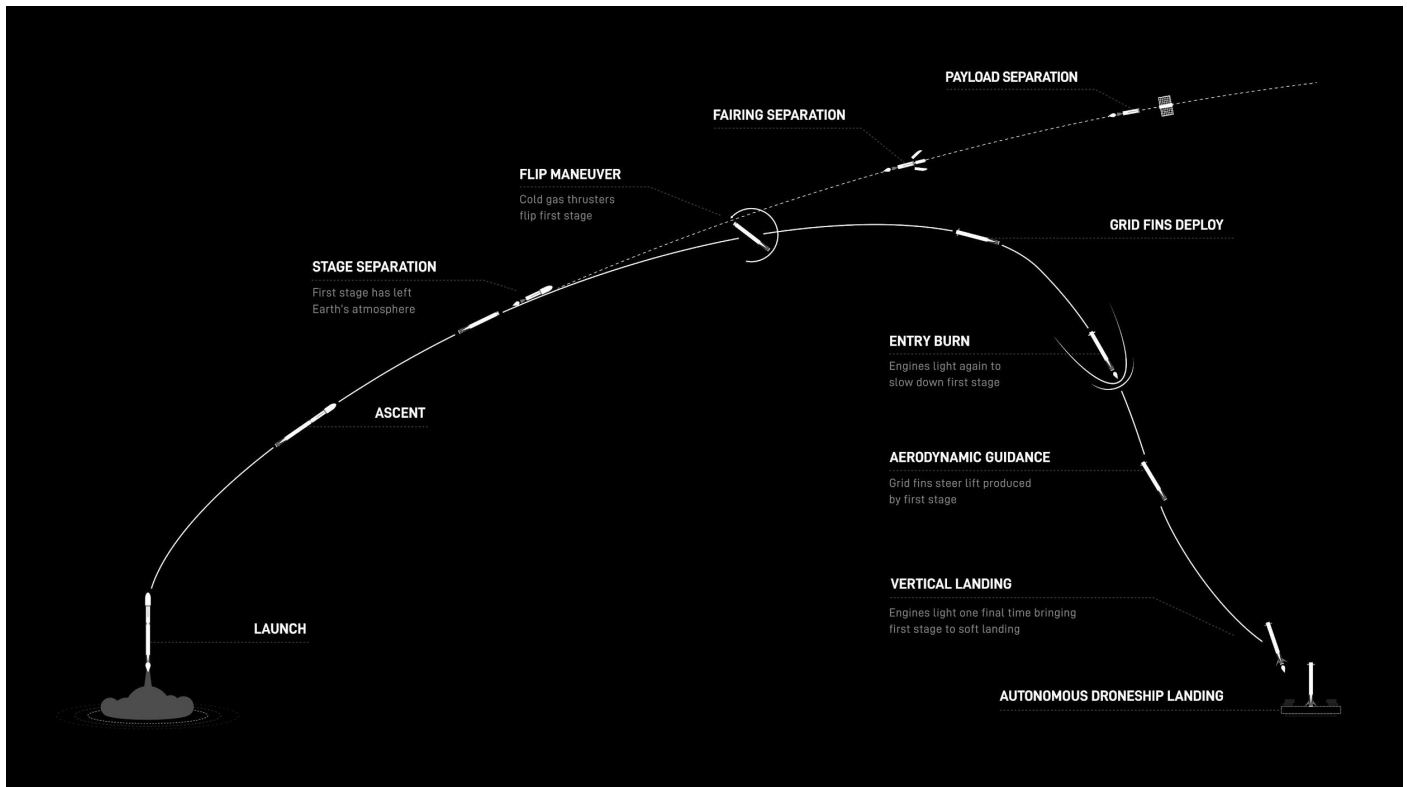 PAYLOAD SEPARATION
FAIRING SEPARATION
FLIP MANEUVER
Cold gas thrusters
flip first stage
GRID FINS DEPLOY
STAGE SEPARATION
First stage has left
Earth's atmosphere
ENTRY BURN
Engines light again to
slow down first stage
ASCENT
AERODYNAMIC GUIDANCE
Grid fins steer lift produced
by first stage
VERTICAL LANDING
Engines light one final time bringing
first stage to soft landing
LAUNCH
AUTONOMOUS DRONESHIP LANDING